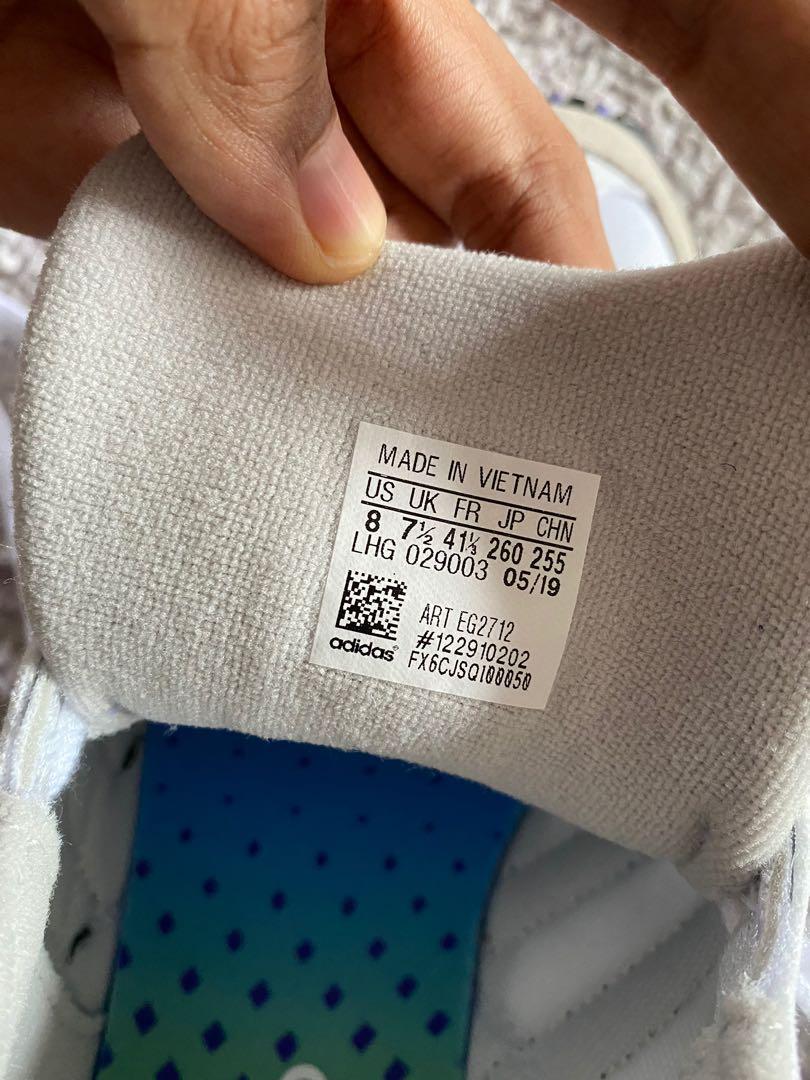 MADE IN VIETNAM
US UK FR JP CHN
8 7½ 41⅓ 260 255
LHG 029003 05/19
ART EG2712
#122910202
FX6CJSQI00050
adidas